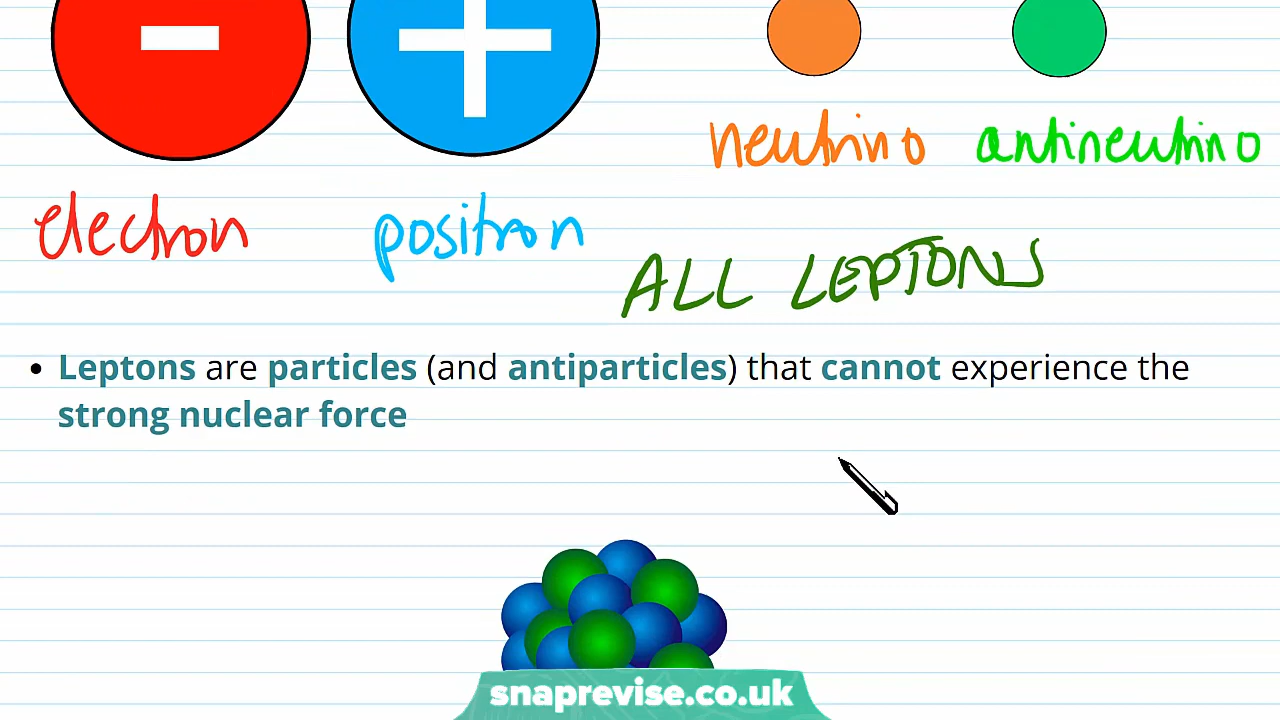 neutrino antineutrino
electron positron
ALL LEPTONS
• Leptons are particles (and antiparticles) that cannot experience the
strong nuclear force
snaprevise.co.uk